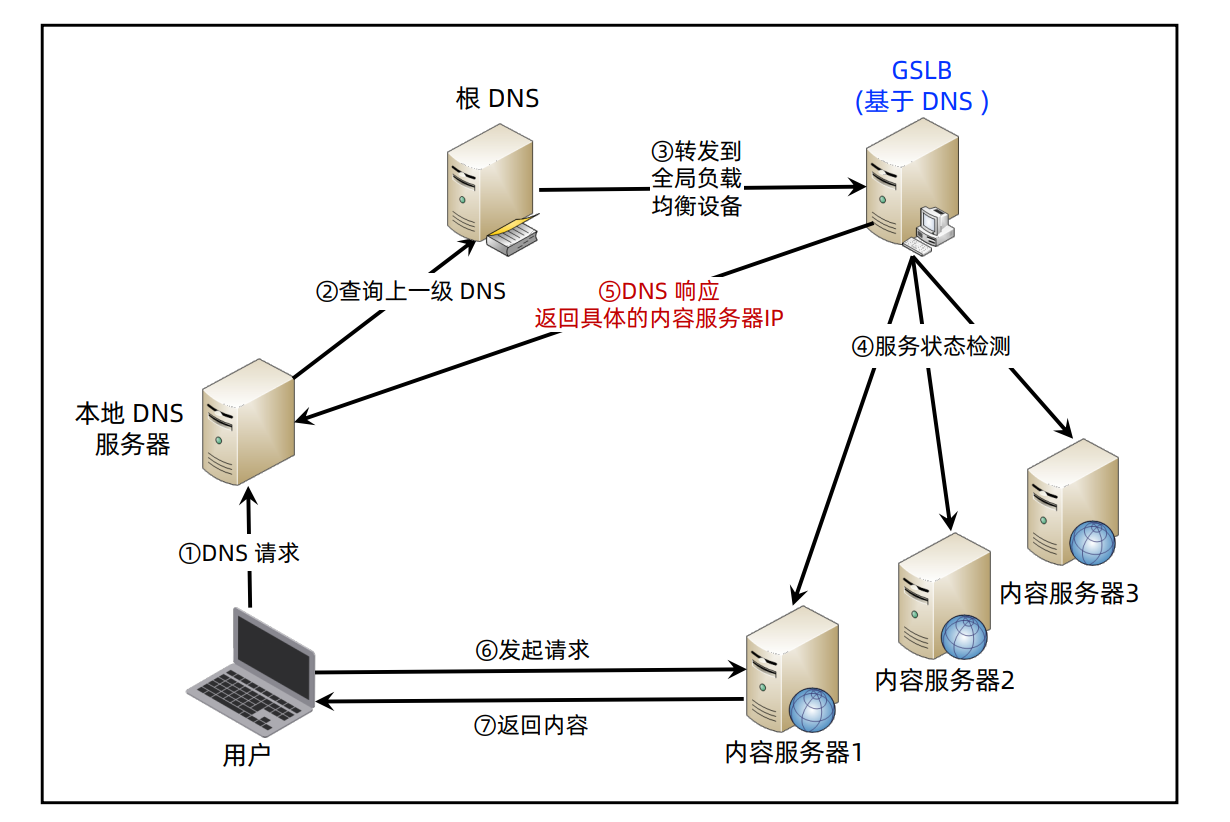 GSLB
(基于 DNS )
根 DNS
③转发到
全局负载
均衡设备
②查询上一级 DNS
⑤DNS 响应
返回具体的内容服务器IP
④服务状态检测
本地 DNS
服务器
①DNS 请求
内容服务器3
⑥发起请求
内容服务器2
⑦返回内容
用户
内容服务器1